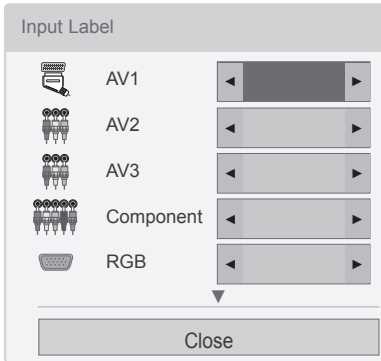 Input Label
AV1
AV2
AV3
Component
RGB
Close